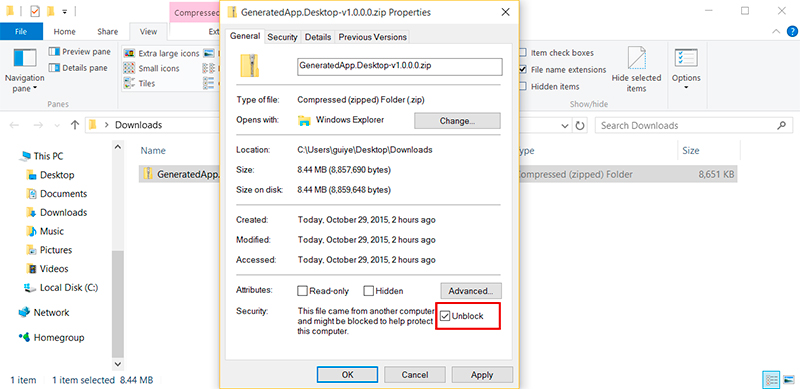 Compressed
File
Home
Share
View
Ext
Navigation
pane
Preview pane
Details pane
Panes
Extra large icons
Small icons
Tiles
Item check boxes
File name extensions
Hidden items
Hide selected
items
Show/hide
Options
Downloads
Search Downloads
This PC
Desktop
Documents
Downloads
Music
Pictures
Videos
Local Disk (C:)
Network
Homegroup
Name
ype
Size
GeneratedApp.
Compressed (zipped) Folder
8,651 KB
1 item
1 item selected
8.44 MB
GeneratedApp.Desktop-v1.0.0.0.zip Properties
General
Security
Details
Previous Versions
GeneratedApp.Desktop-v1.0.0.0.zip
Type of file:
Compressed (zipped) Folder (.zip)
Opens with:
Windows Explorer
Change...
Location:
C:\Users\guiye\Desktop\Downloads
Size:
8.44 MB (8,857,690 bytes)
Size on disk:
8.44 MB (8,859,648 bytes)
Created:
Today, October 29, 2015, 2 hours ago
Modified:
Today, October 29, 2015, 2 hours ago
Accessed:
Today, October 29, 2015, 2 hours ago
Attributes:
Read-only
Hidden
Advanced...
Security:
This file came from another computer
and might be blocked to help protect
this computer.
Unblock
OK
Cancel
Apply